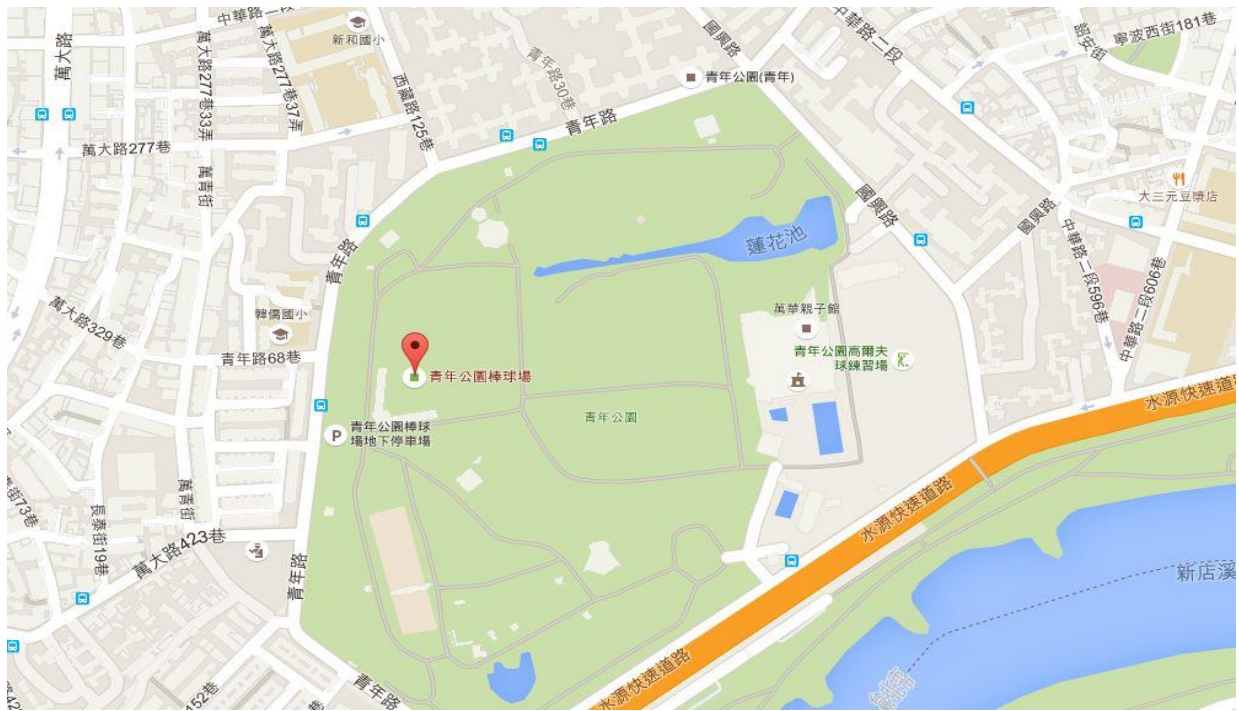 中華路二段
新和國小
萬大路
萬大路277巷33弄
萬大路277巷37弄
西藏路125巷
青年路30巷
青年公園(青年)
國興路
中華路二段
昭安街
寧波西街181巷
萬大路277巷
萬青街
青年路
國興路
大三元豆漿店
國興路
中華路二段596巷
中華路二段606巷
青年路
蓮花池
萬大路329巷
韓僑國小
青年路68巷
萬華親子館
青年公園高爾夫
球練習場
青年公園棒球場
青年公園
P
青年公園棒球
場地下停車場
水源快速道路
水源快速道路
街73巷
長泰街19巷
萬青街
萬大路423巷
青年路
新店溪
水源快速道路
青年路
452巷